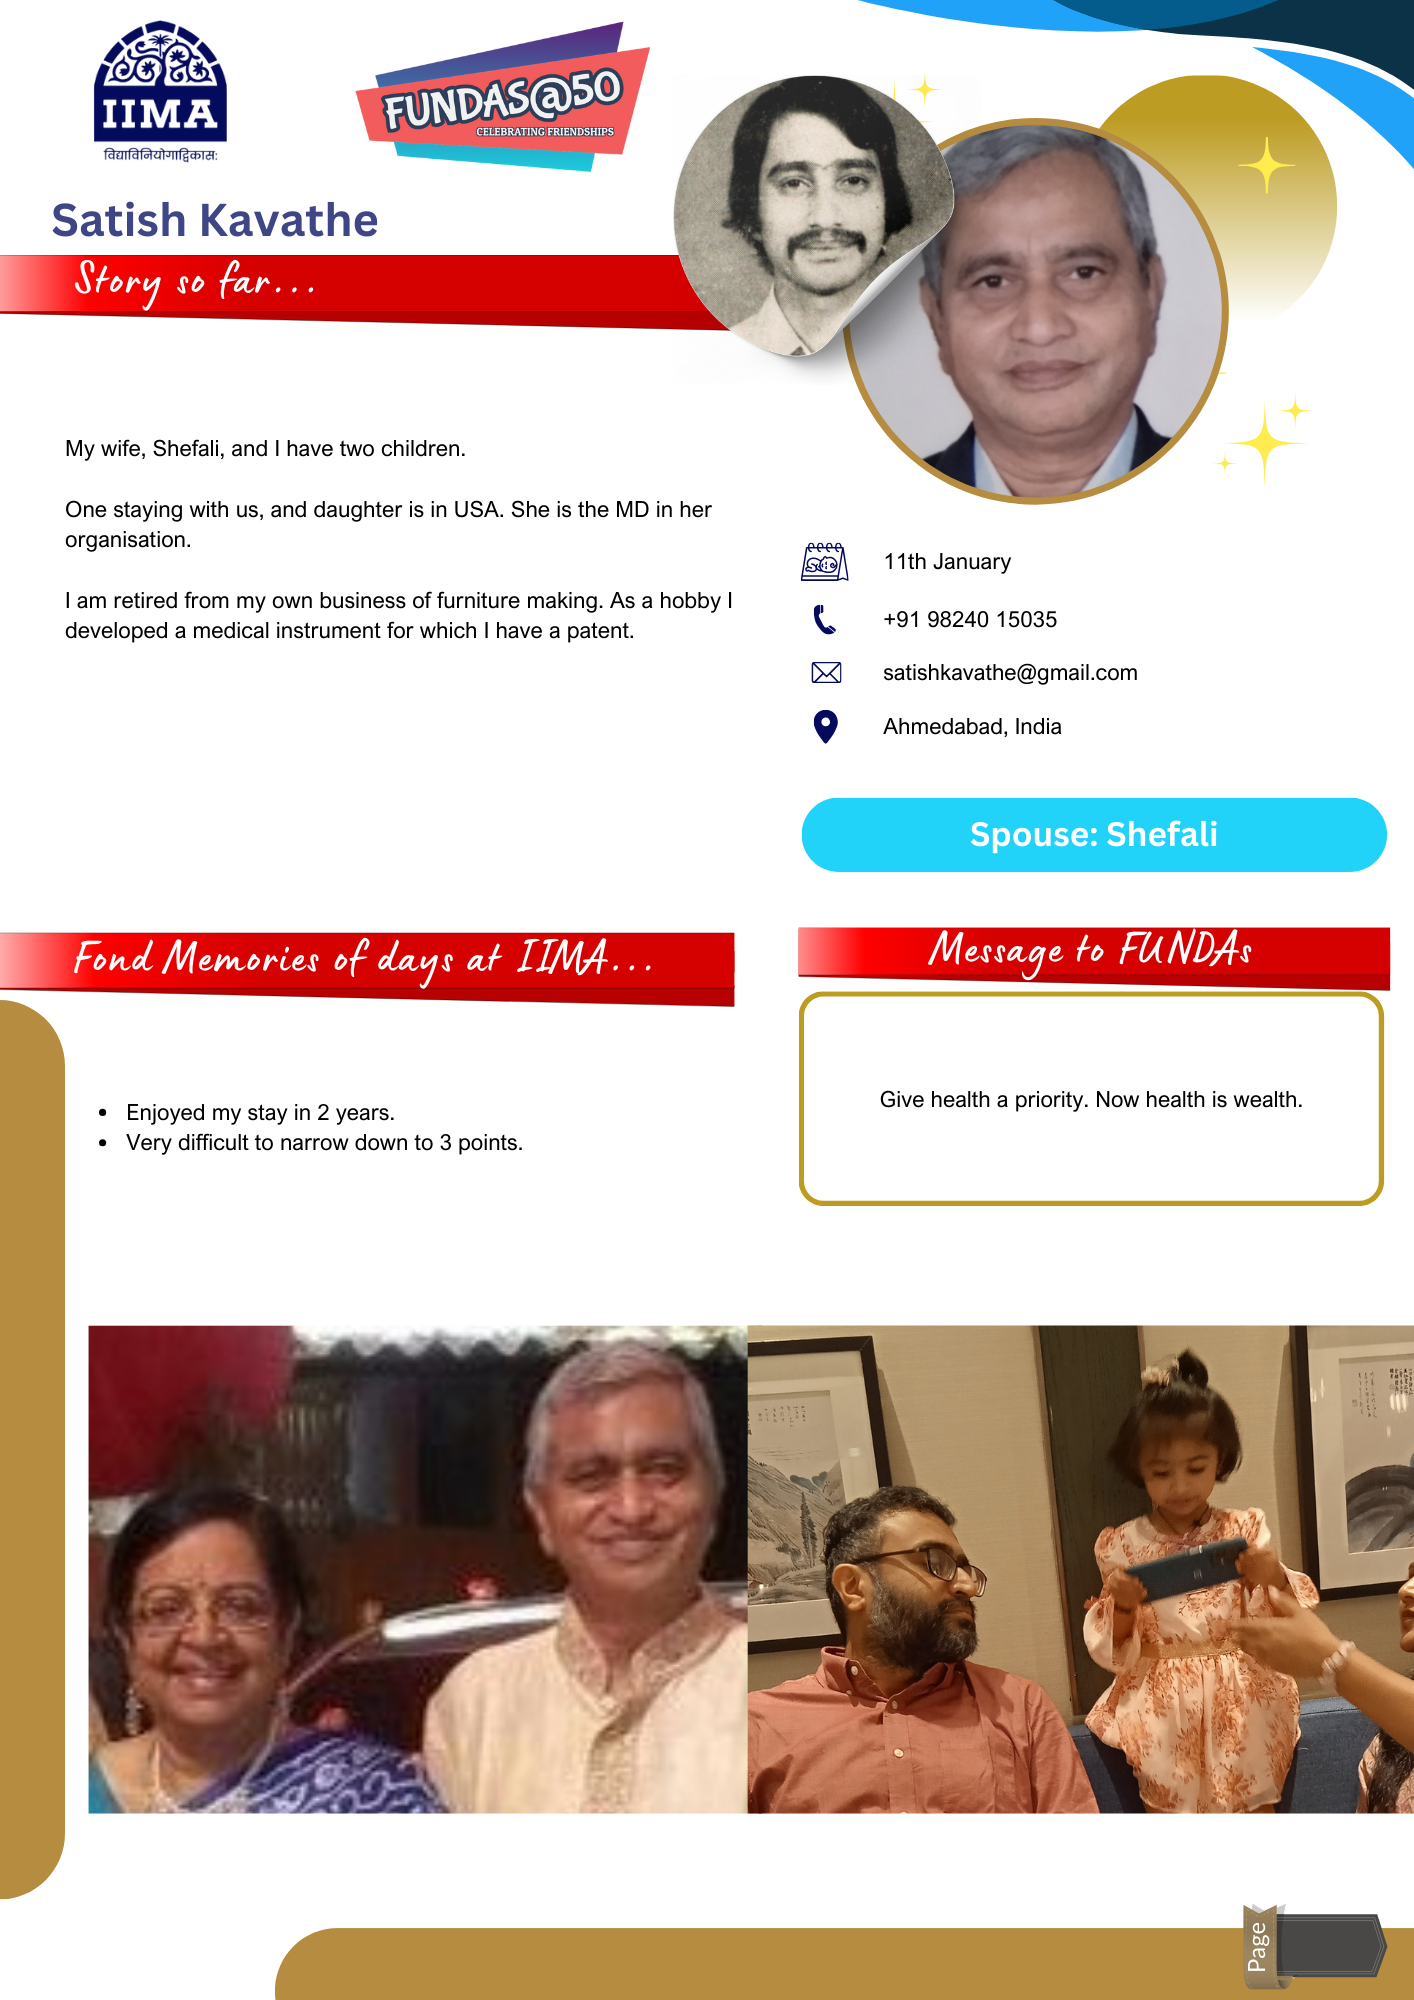 IIMA
विद्याविनियोगाद्विकास:
FUNDAS@50
CELEBRATING FRIENDSHIPS
Satish Kavathe
Story so far...
My wife, Shefali, and I have two children.
One staying with us, and daughter is in USA. She is the MD in her
organisation.
I am retired from my own business of furniture making. As a hobby I
developed a medical instrument for which I have a patent.
11th January
+91 98240 15035
satishkavathe@gmail.com
Ahmedabad, India
Spouse: Shefali
Fond Memories of days at IIMA...
Enjoyed my stay in 2 years.
Very difficult to narrow down to 3 points.
Message to FUNDAs
Give health a priority. Now health is wealth.
Page